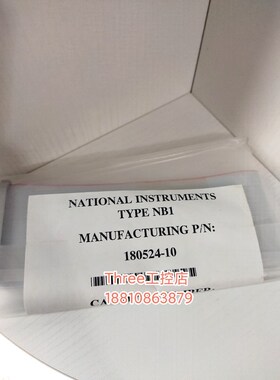 NATIONAL INSTRUMENTS
TYPE NB1
MANUFACTURING P/N:
180524-10
Three工控店
18810863879